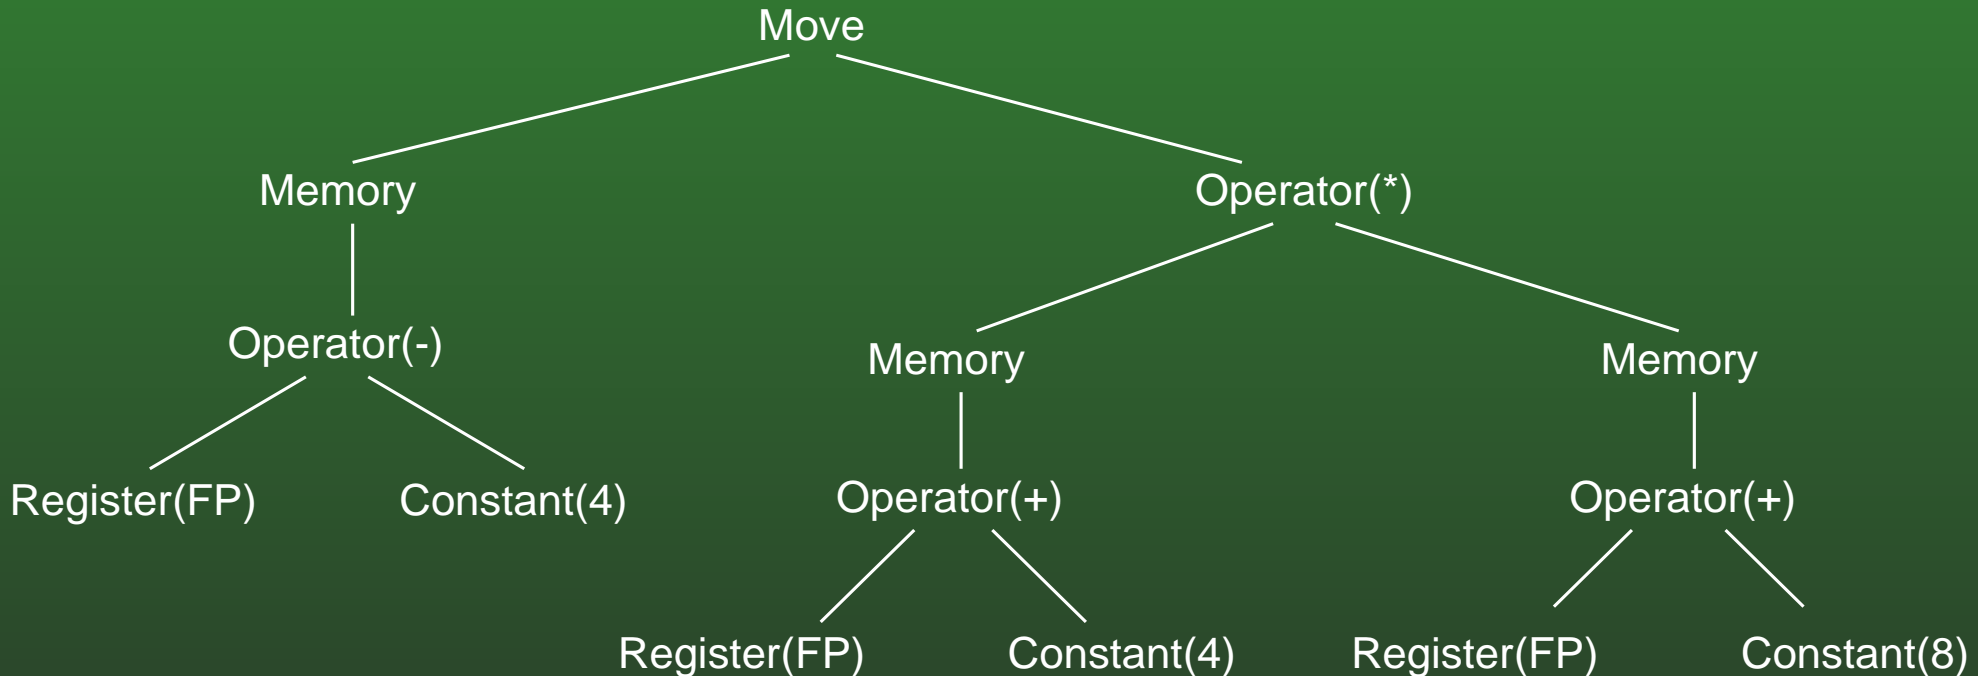 Move
Memory
Operator(*)
Operator(-)
Memory
Memory
Register(FP)
Constant(4)
Operator(+)
Operator(+)
Register(FP)
Constant(4)
Register(FP)
Constant(8)